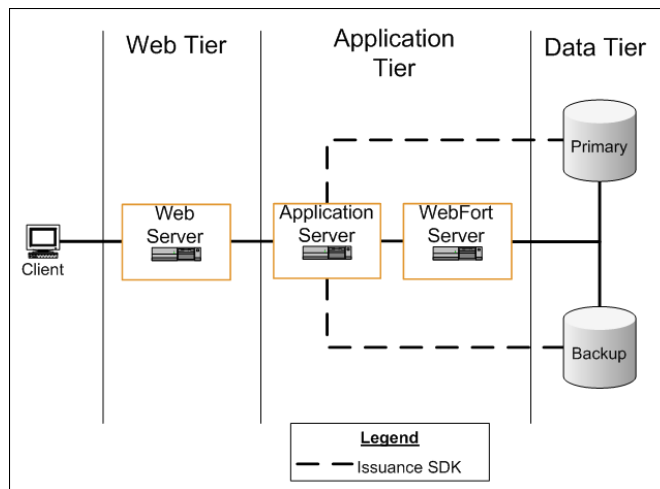 Web Tier
Application
Tier
Data Tier
Primary
Web
Server
Application
Server
WebFort
Server
Client
Backup
Legend
Issuance SDK